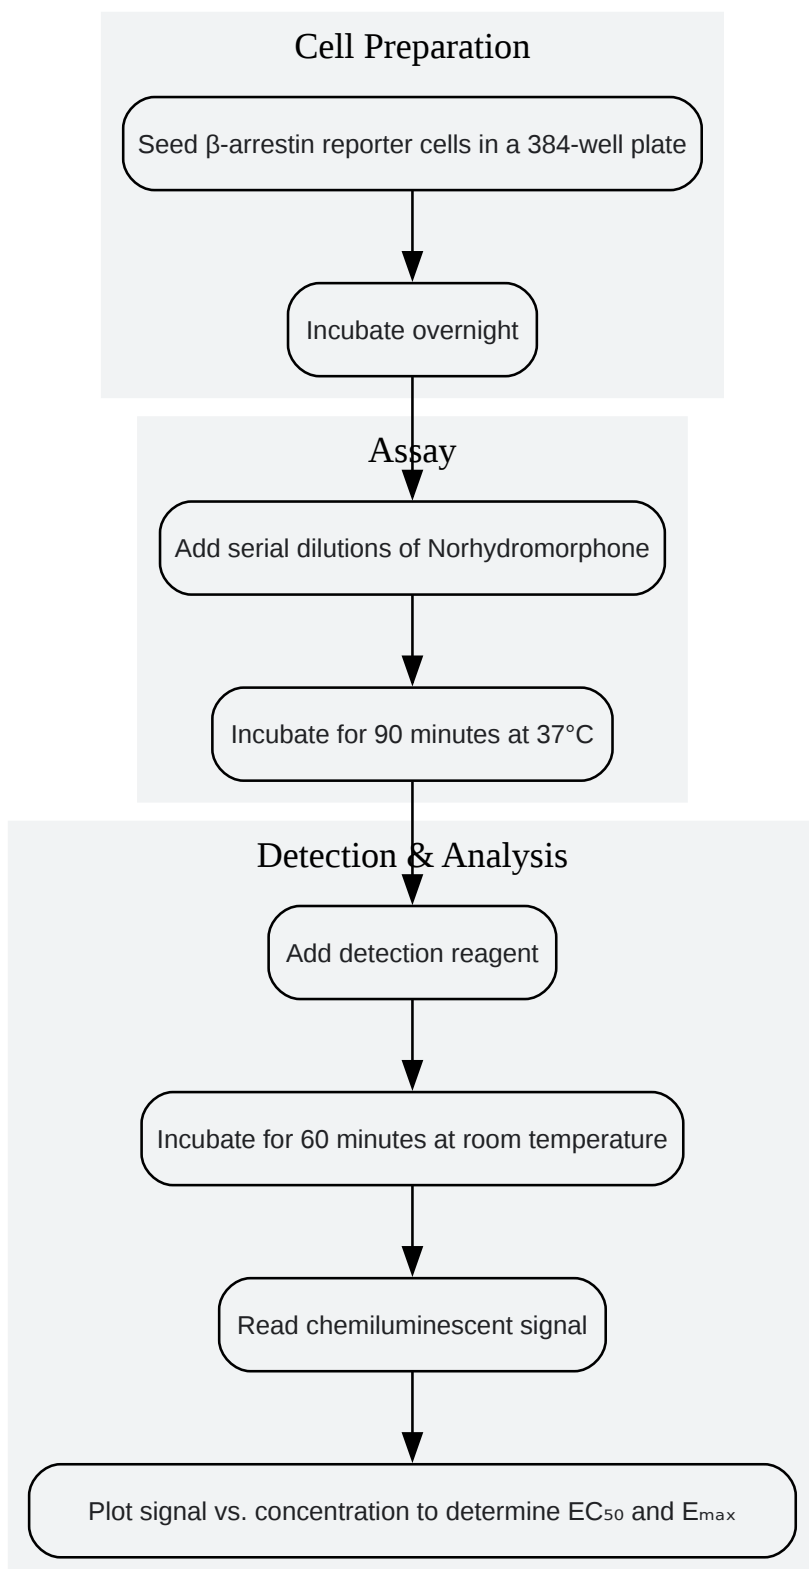 Cell Preparation
Seed β-arrestin reporter cells in a 384-well plate
Incubate overnight
Assay
Add serial dilutions of Norhydromorphone
Incubate for 90 minutes at 37°C
Detection & Analysis
Add detection reagent
Incubate for 60 minutes at room temperature
Read chemiluminescent signal
Plot signal vs. concentration to determine EC₅₀ and Eₘₐₓ